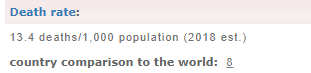 Death rate:
13.4 deaths/1,000 population (2018 est.)
country comparison to the world: 8